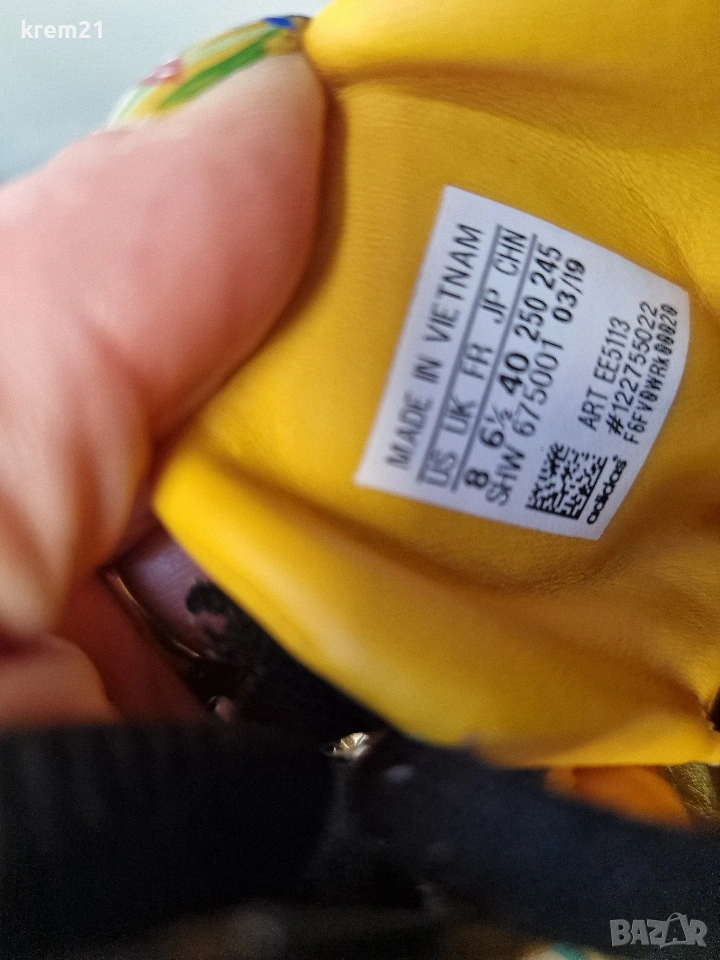 krem21
MADE IN VIETNAM
US UK FR JP CHN
8 6½ 40 250 245
SHW 675001 03/19
ART EE5113
#122755022
F6FV0WRk00020
adidas
BAZAR